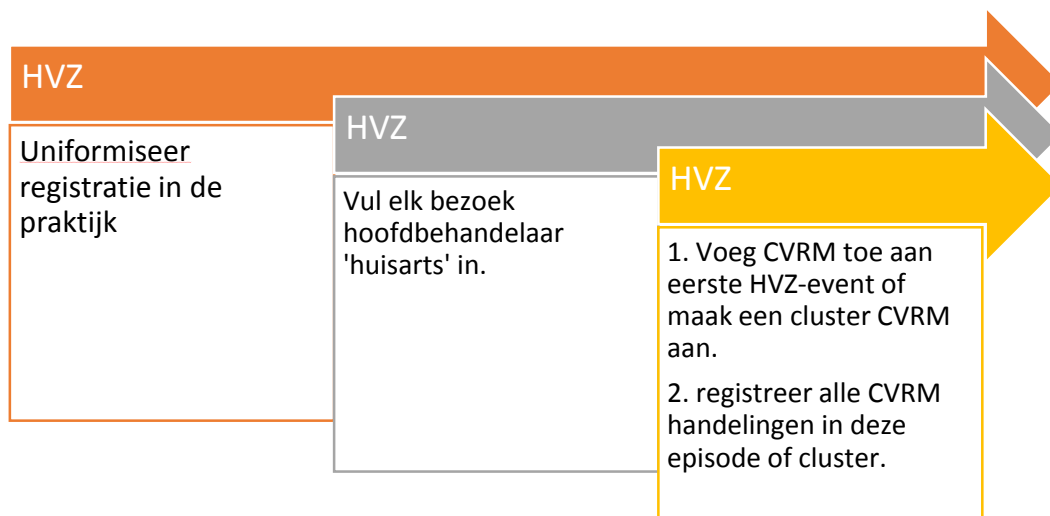 HVZ
Uniformiseer
registratie in de
praktijk
HVZ
Vul elk bezoek
hoofdbehandelaar
'huisarts' in.
HVZ
1. Voeg CVRM toe aan
eerste HVZ-event of
maak een cluster CVRM
aan.
2. registreer alle CVRM
handelingen in deze
episode of cluster.